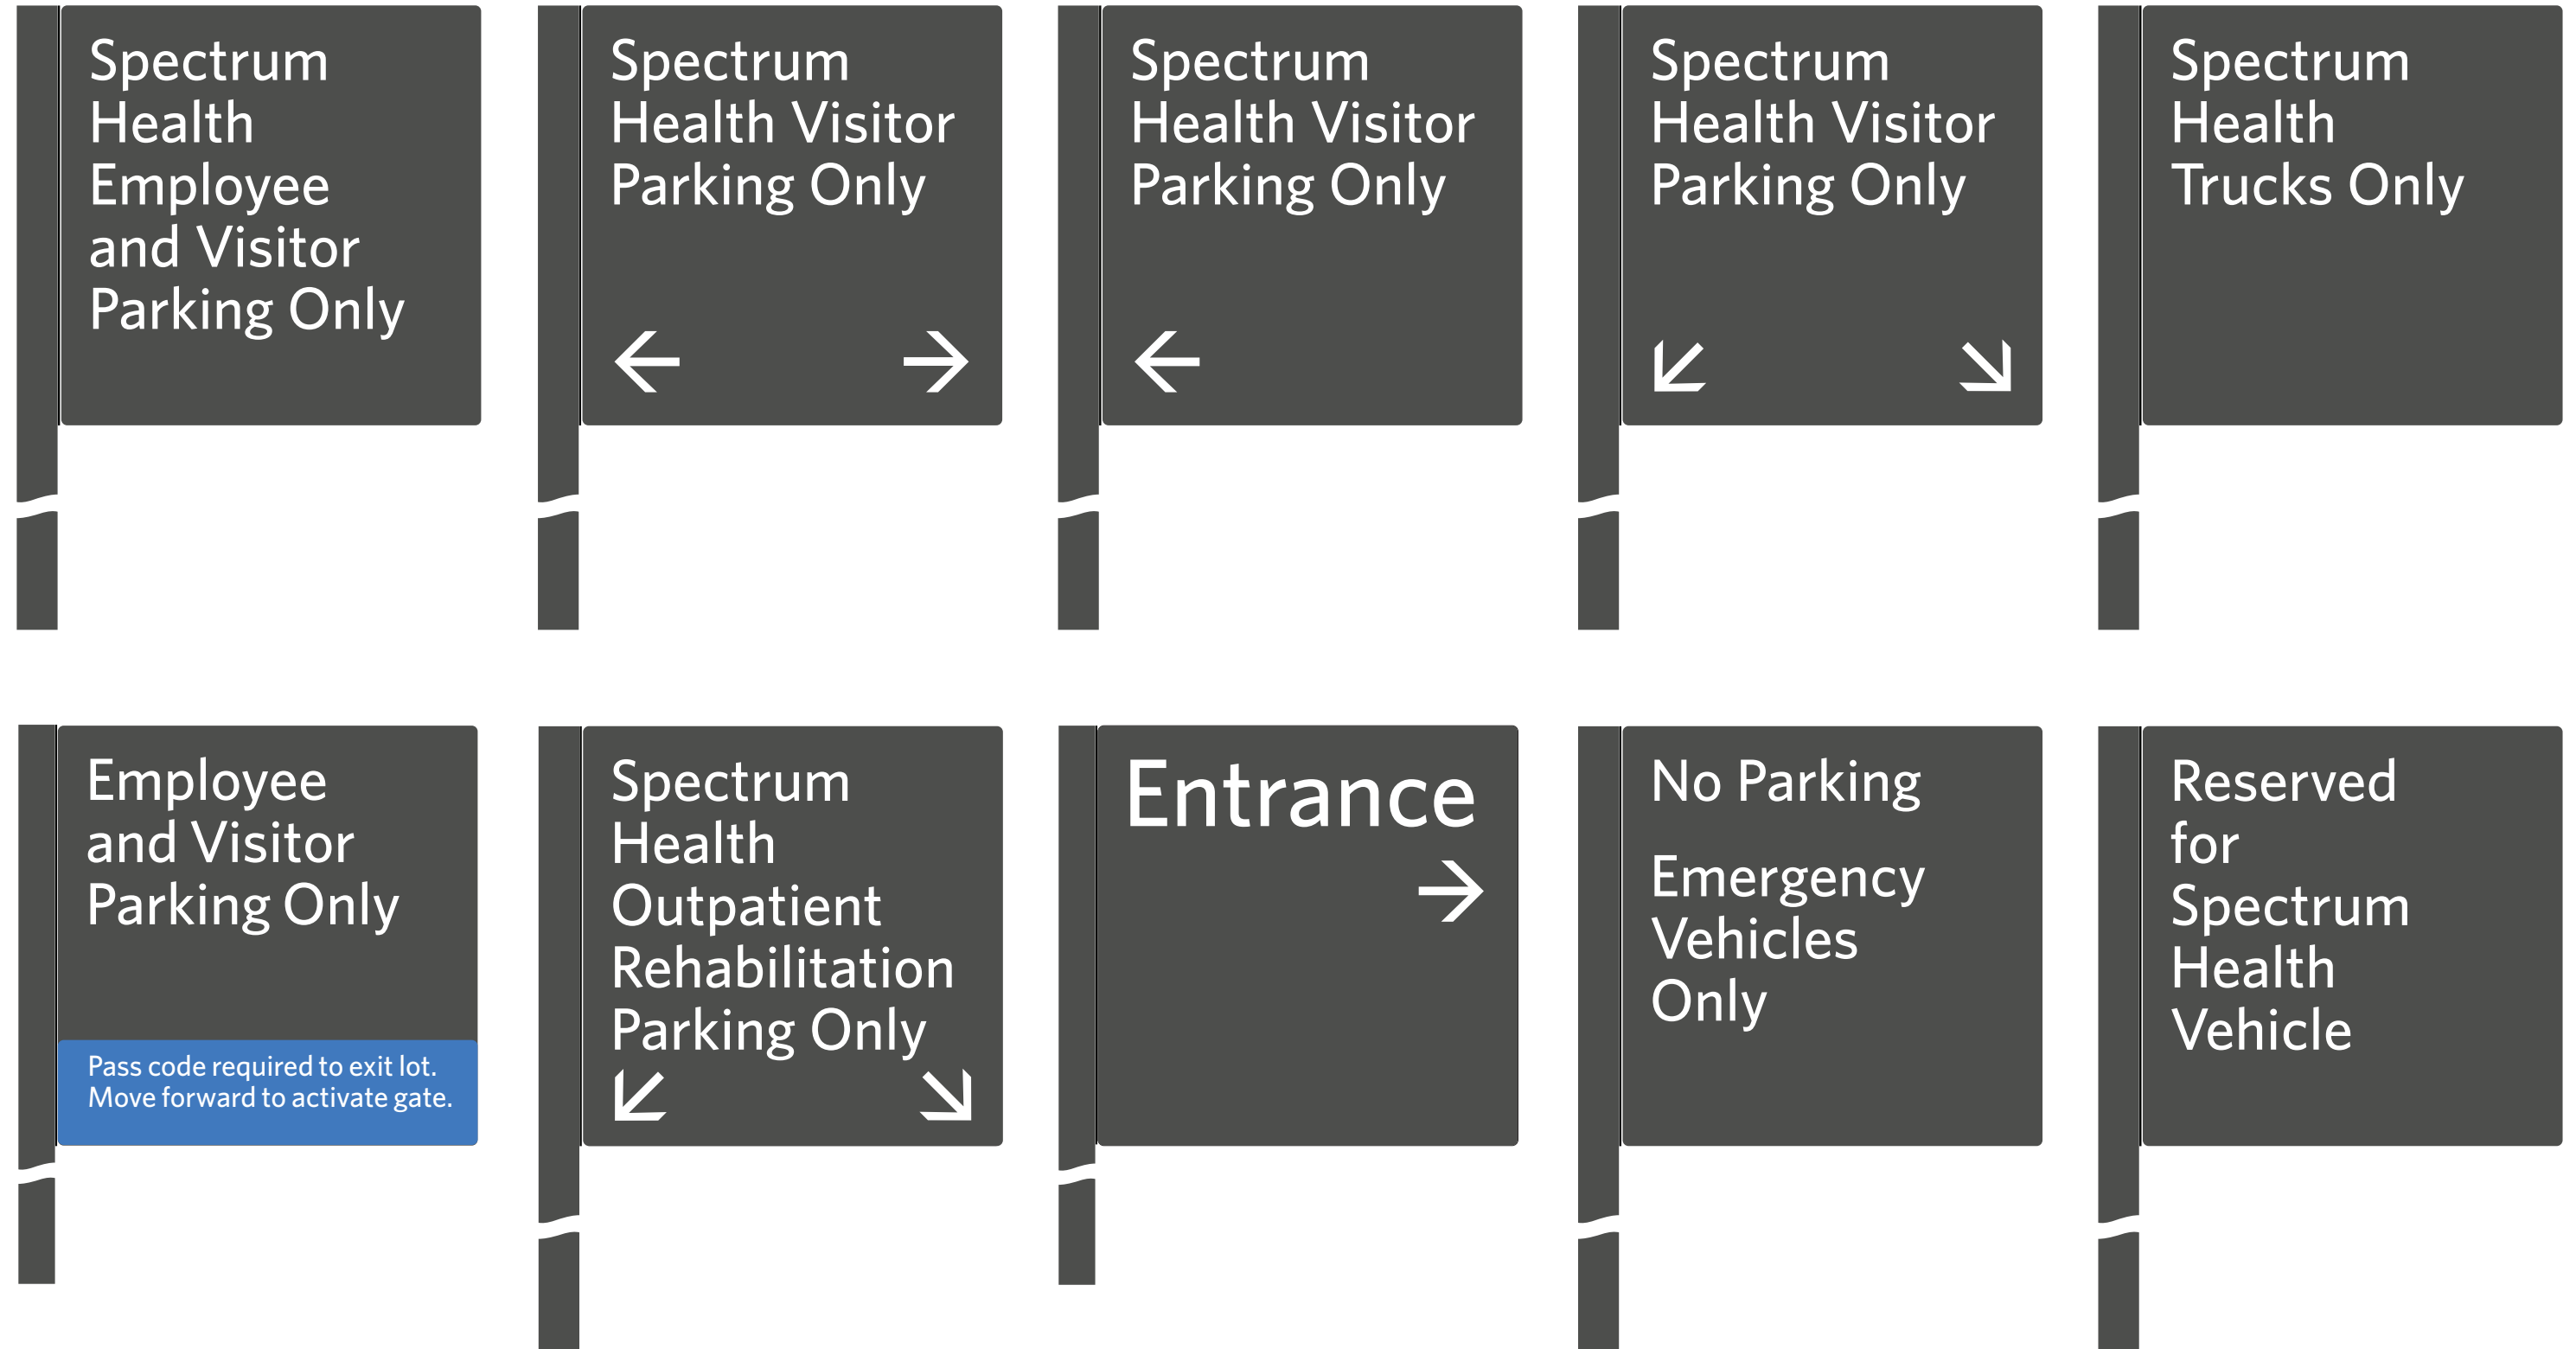 Spectrum
Health
Employee
and Visitor
Parking Only
Spectrum
Health Visitor
Parking Only
Spectrum
Health Visitor
Parking Only
Spectrum
Health Visitor
Parking Only
Spectrum
Health
Trucks Only
Employee
and Visitor
Parking Only
Pass code required to exit lot.
Move forward to activate gate.
Spectrum
Health
Outpatient
Rehabilitation
Parking Only
Entrance
No Parking
Emergency
Vehicles
Only
Reserved
for
Spectrum
Health
Vehicle